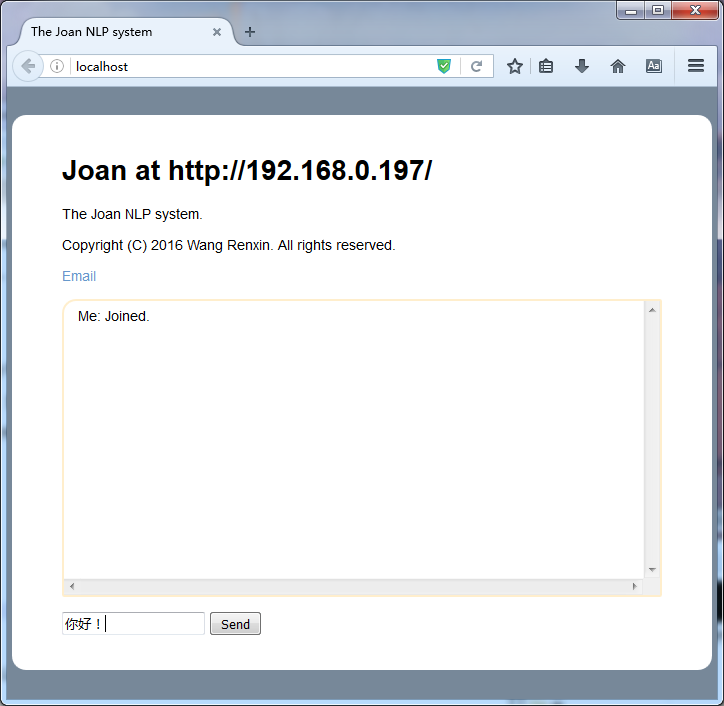 The Joan NLP system
localhost
Aa
Joan at http://192.168.0.197/
The Joan NLP system.
Copyright (C) 2016 Wang Renxin. All rights reserved.
Email
Me: Joined.
你好！
Send